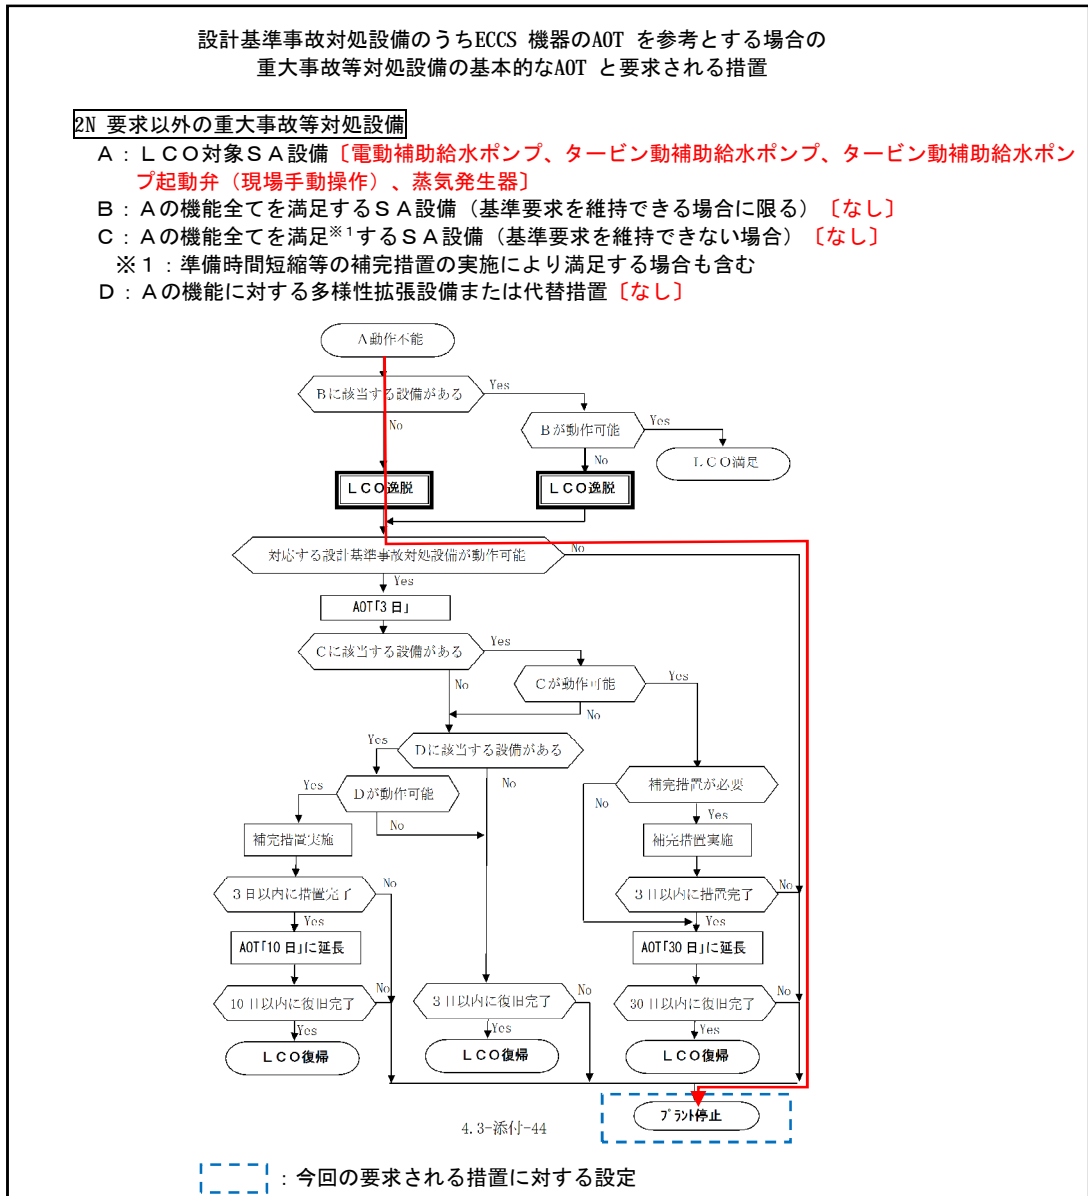 設計基準事故対処設備のうちECCS 機器のAOT を参考とする場合の
重大事故等対処設備の基本的なAOT と要求される措置
2N 要求以外の重大事故等対処設備
A：ＬＣＯ対象ＳＡ設備〔電動補助給水ポンプ、タービン動補助給水ポンプ、タービン動補助給水ポン
プ起動弁（現場手動操作）、蒸気発生器〕
B：Ａの機能全てを満足するＳＡ設備（基準要求を維持できる場合に限る）〔なし〕
C：Ａの機能全てを満足※１するＳＡ設備（基準要求を維持できない場合）〔なし〕
※１：準備時間短縮等の補完措置の実施により満足する場合も含む
D：Ａの機能に対する多様性拡張設備または代替措置〔なし〕
Ａ動作不能
Ｂに該当する設備がある
Yes
No
Ｂが動作可能
Yes
No
ＬＣＯ満足
ＬＣＯ逸脱
ＬＣＯ逸脱
対応する設計基準事故対処設備が動作可能
No
Yes
AOT「3 日」
Ｃに該当する設備がある
Yes
No
Ｃが動作可能
Yes
No
Ｄに該当する設備がある
Yes
No
Ｄが動作可能
Yes
No
補完措置が必要
No
Yes
補完措置実施
補完措置実施
３日以内に措置完了
No
Yes
３日以内に措置完了
No
Yes
AOT「10 日」に延長
AOT「30 日」に延長
10 日以内に復旧完了
No
Yes
３日以内に復旧完了
No
Yes
30 日以内に復旧完了
No
Yes
ＬＣＯ復帰
ＬＣＯ復帰
ＬＣＯ復帰
ﾌﾟﾗﾝﾄ停止
4.3-添付-44
：今回の要求される措置に対する設定